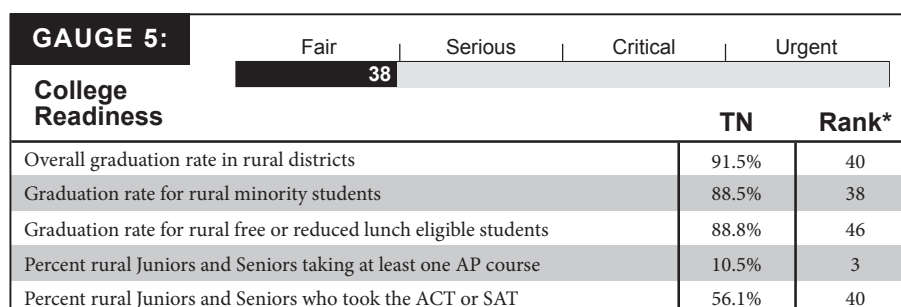 GAUGE 5:
Fair Serious Critical Urgent
38
College
Readiness
TN Rank*
Overall graduation rate in rural districts 91.5% 40
Graduation rate for rural minority students 88.5% 38
Graduation rate for rural free or reduced lunch eligible students 88.8% 46
Percent rural Juniors and Seniors taking at least one AP course 10.5% 3
Percent rural Juniors and Seniors who took the ACT or SAT 56.1% 40